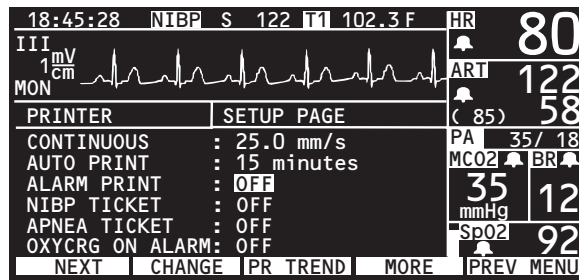 18:45:28 NIBP S 122 T1 102.3 F
HR 80
III
1 mV
cm
MON
ART 122
( 85) 58
PRINTER SETUP PAGE
CONTINUOUS : 25.0 mm/s
AUTO PRINT : 15 minutes
ALARM PRINT : OFF
NIBP TICKET : OFF
APNEA TICKET : OFF
OXYCRG ON ALARM: OFF
PA 35/ 18
MCO2 BR
35 12
mmHg
SpO2 92
NEXT CHANGE PR TREND MORE PREV MENU